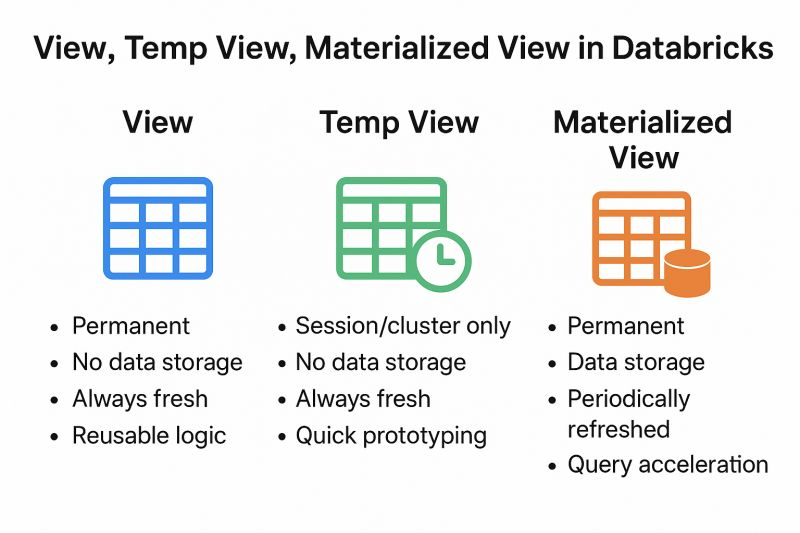 View, Temp View, Materialized View in Databricks
View
• Permanent
• No data storage
• Always fresh
• Reusable logic
Temp View
• Session/cluster only
• No data storage
• Always fresh
• Quick prototyping
Materialized
View
• Permanent
• Data storage
• Periodically
refreshed
• Query acceleration